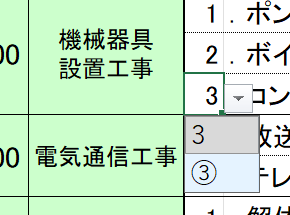 00
機械器具
設置工事
1. ポン
2. ボイ
3
コン
3
③
00
電気通信工事
放送
テレ